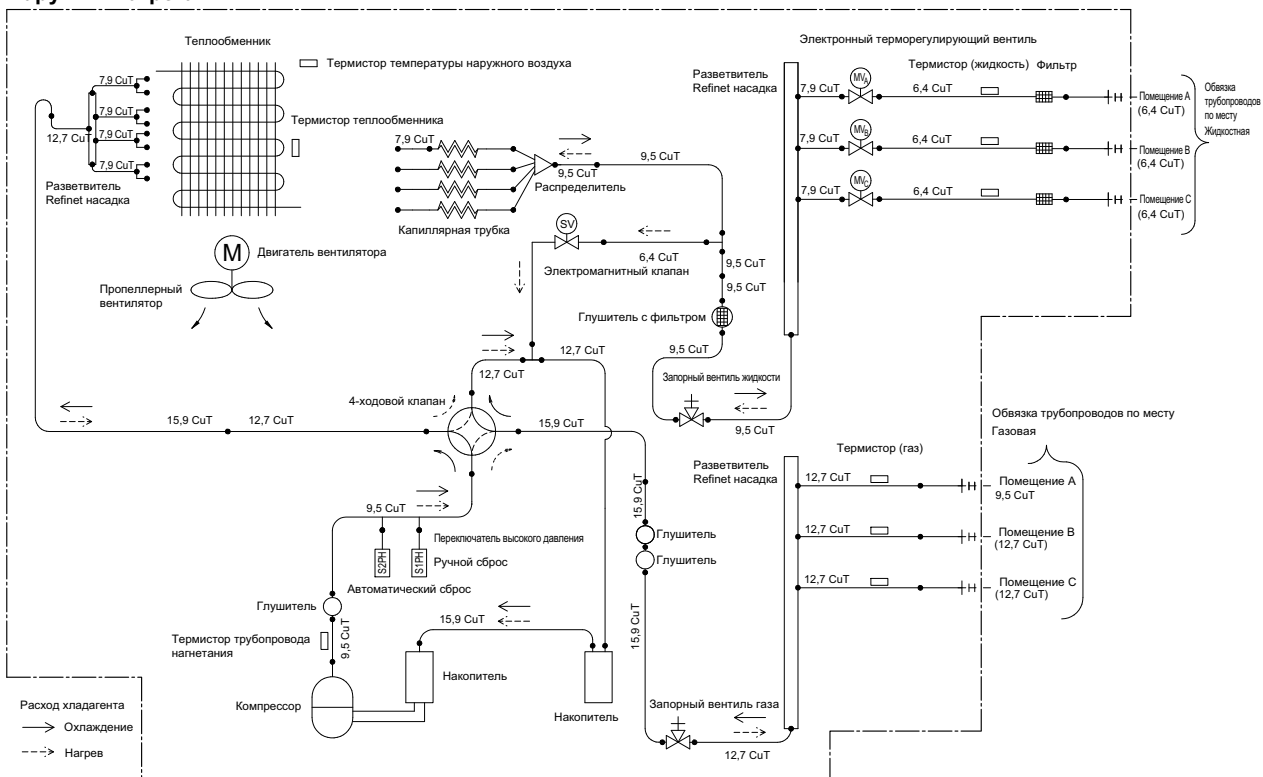 Теплообменник
Термистор температуры наружного воздуха
7,9 CuT
7,9 CuT
7,9 CuT
7,9 CuT
12,7 CuT
Разветвитель
Refinet насадка
Термистор теплообменника
7,9 CuT
Капиллярная трубка
9,5 CuT
Распределитель
9,5 CuT
M
Двигатель вентилятора
Пропеллерный
вентилятор
SV
6,4 CuT
Электромагнитный клапан
9,5 CuT
9,5 CuT
Глушитель с фильтром
9,5 CuT
Запорный вентиль жидкости
9,5 CuT
Электронный терморегулирующий вентиль
Разветвитель
Refinet насадка
Термистор (жидкость)
Фильтр
7,9 CuT
MVA
6,4 CuT
Помещение A
(6,4 CuT)
7,9 CuT
MVB
6,4 CuT
Помещение B
(6,4 CuT)
7,9 CuT
MVC
6,4 CuT
Помещение C
(6,4 CuT)
Обвязка
трубопроводов
по месту
Жидкостная
12,7 CuT
12,7 CuT
4-ходовой клапан
15,9 CuT
12,7 CuT
15,9 CuT
9,5 CuT
Переключатель высокого давления
S2PH
S1PH
Ручной сброс
Автоматический сброс
Глушитель
Термистор трубопровода
нагнетания
9,5 CuT
15,9 CuT
Накопитель
Накопитель
Компрессор
15,9 CuT
Глушитель
Глушитель
15,9 CuT
Запорный вентиль газа
12,7 CuT
Разветвитель
Refinet насадка
Термистор (газ)
Обвязка трубопроводов по месту
Газовая
12,7 CuT
Помещение A
9,5 CuT
12,7 CuT
Помещение B
(12,7 CuT)
12,7 CuT
Помещение C
(12,7 CuT)
Расход хладагента
Охлаждение
Нагрев